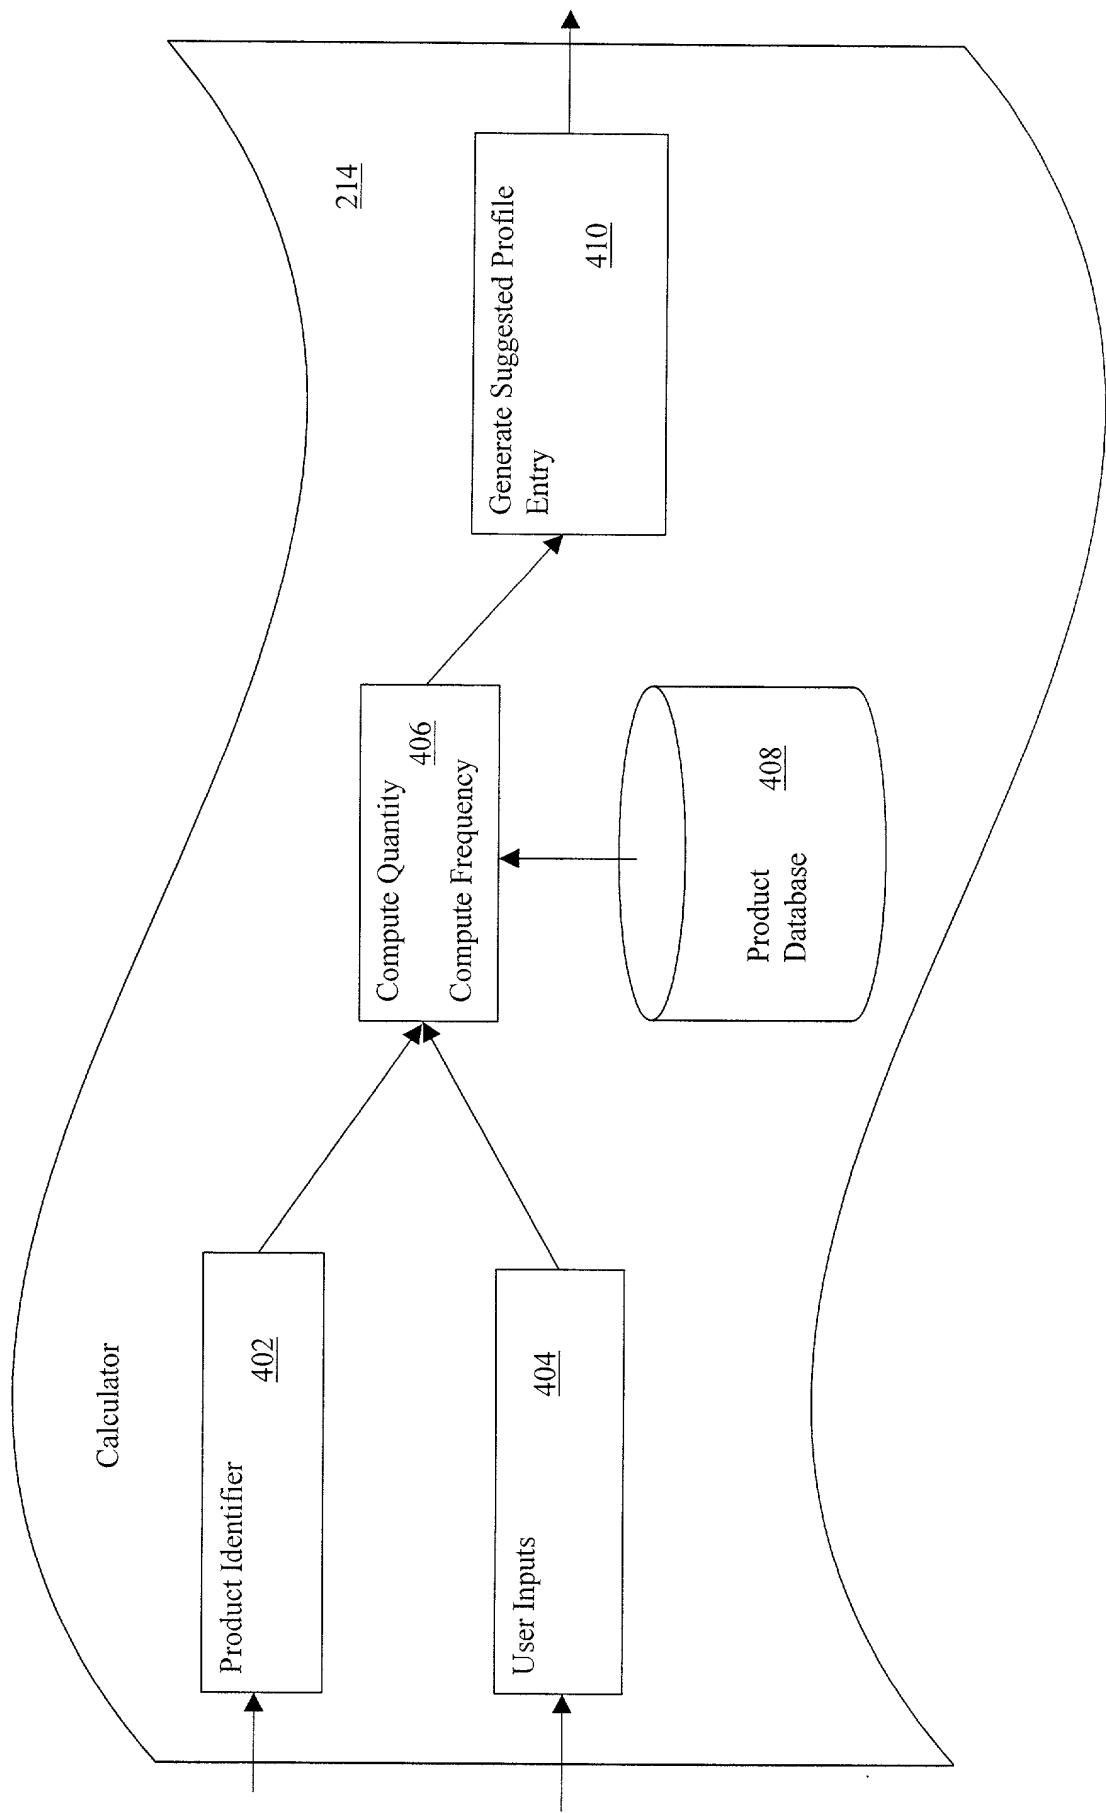 Calculator
214
Product Identifier
402
User Inputs
404
Compute Quantity
406
Compute Frequency
Product
Database
408
Generate Suggested Profile
Entry
410